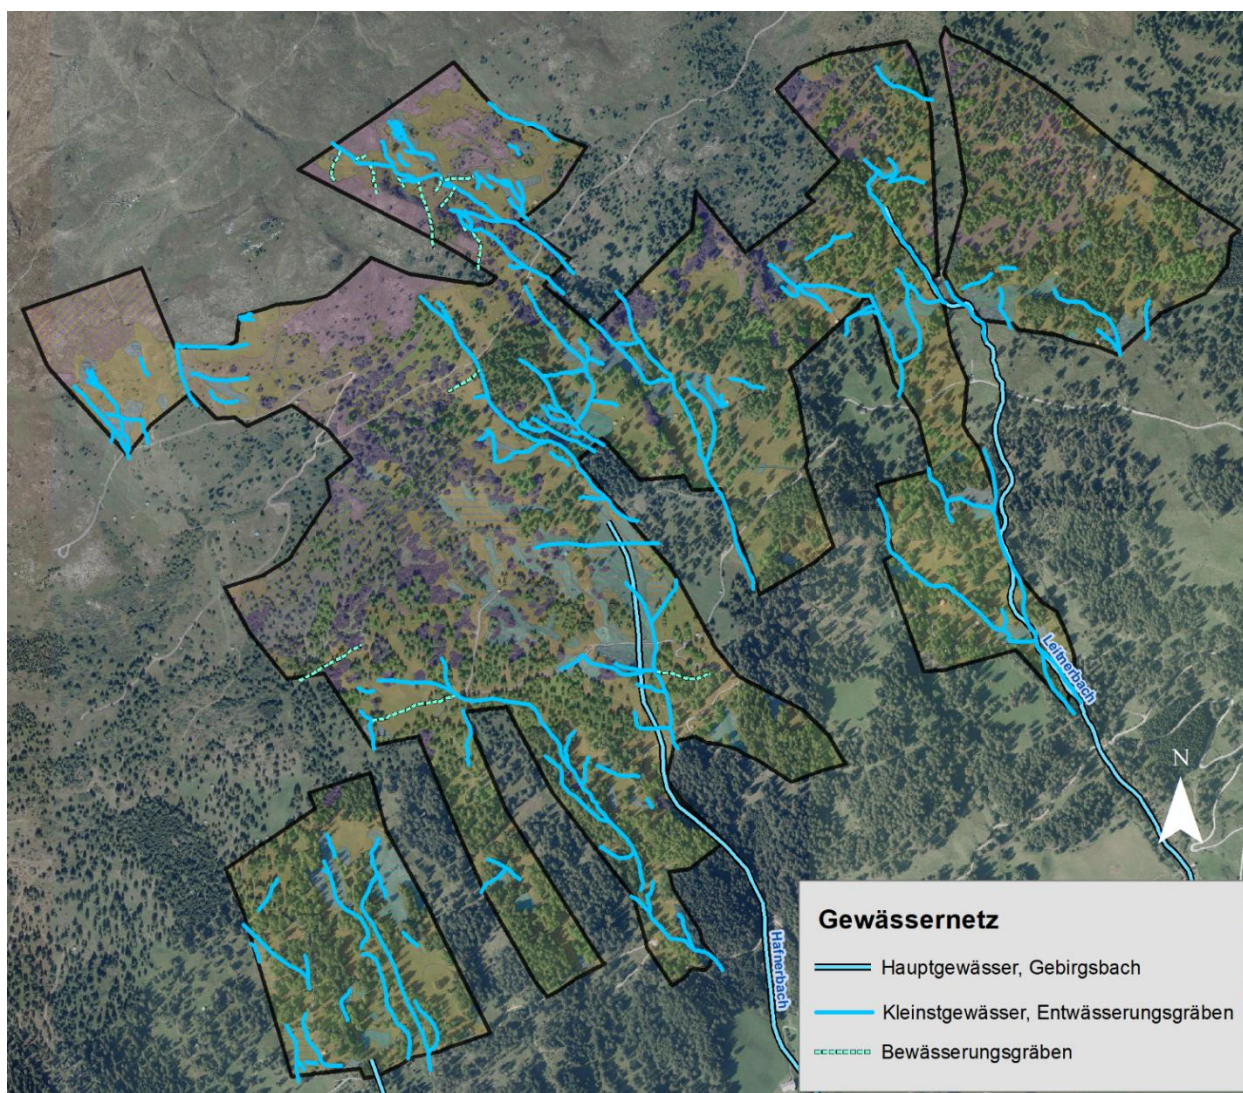 Leitnerbach
N
Hafnerbach
Gewässernetz
Hauptgewässer, Gebirgsbach
Kleinstgewässer, Entwässerungsgräben
Bewässerungsgräben